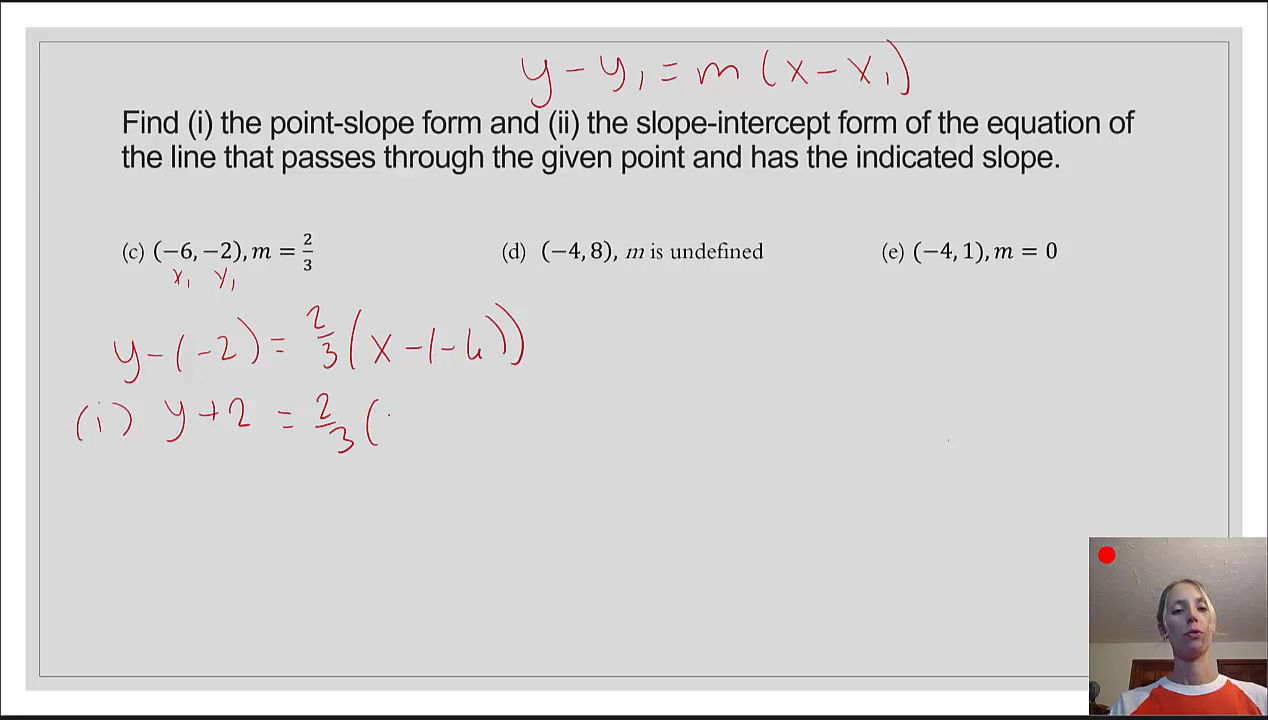 y - y₁ = m (x - x₁)
Find (i) the point-slope form and (ii) the slope-intercept form of the equation of
the line that passes through the given point and has the indicated slope.
(c) (−6, −2), m = 2/3
(d) (−4, 8), m is undefined
(e) (−4, 1), m = 0
x₁ y₁
y - (-2) = 2/3 (x - (-6))
(i) y + 2 = 2/3 (